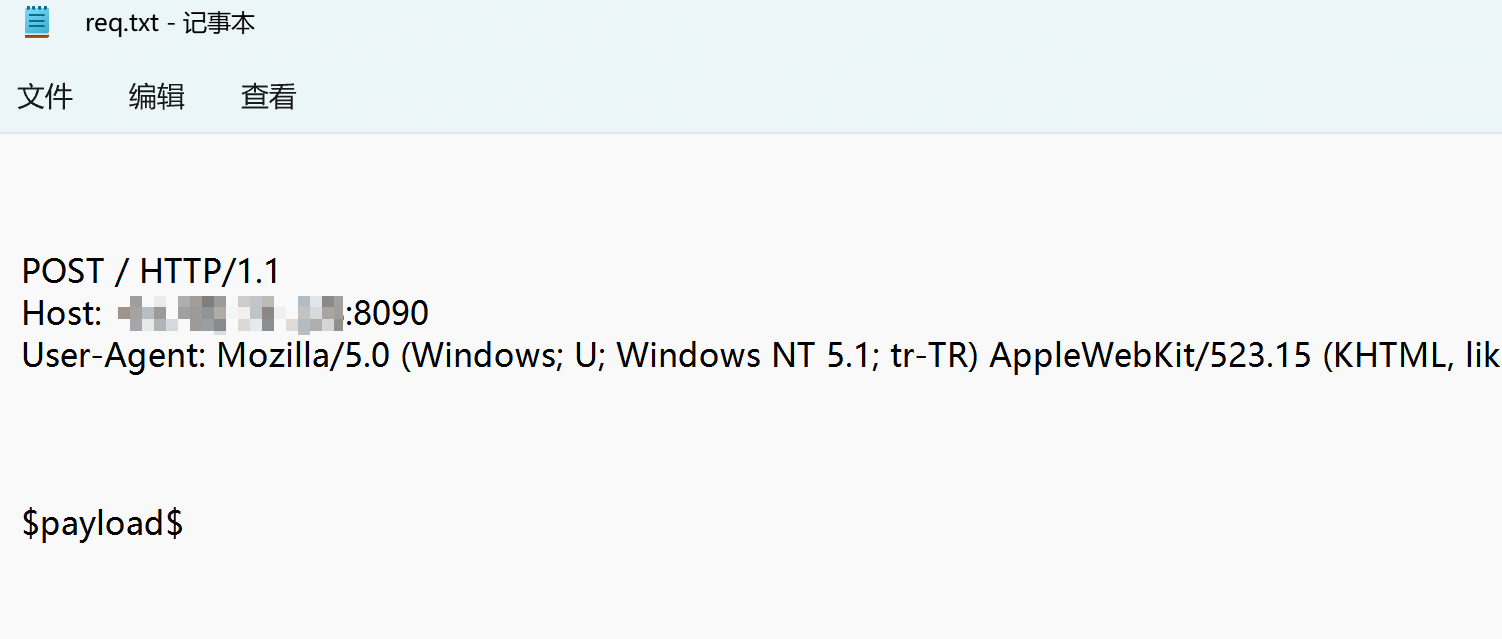 req.txt - 记事本
文件 编辑 查看
POST / HTTP/1.1
Host: :8090
User-Agent: Mozilla/5.0 (Windows; U; Windows NT 5.1; tr-TR) AppleWebKit/523.15 (KHTML, lik
$payload$